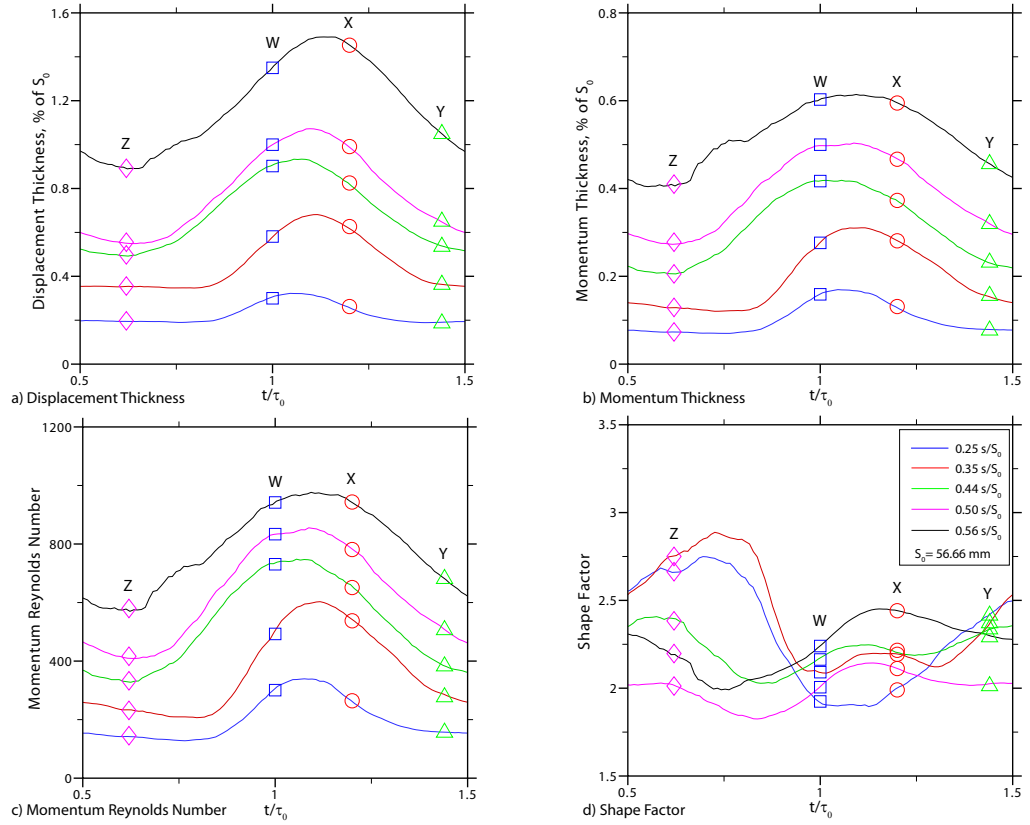 1.6
1.2
0.8
0.4
0
Displacement Thickness, % of S₀
Z
W
X
Y
0.5
1
1.5
t/τ₀
a) Displacement Thickness
0.8
0.6
0.4
0.2
0
Momentum Thickness, % of S₀
Z
W
X
Y
0.5
1
1.5
t/τ₀
b) Momentum Thickness
1200
800
400
0
Momentum Reynolds Number
Z
W
X
Y
0.5
1
1.5
t/τ₀
c) Momentum Reynolds Number
3.5
3
2.5
2
1.5
Shape Factor
Z
W
X
Y
0.25 s/S₀
0.35 s/S₀
0.44 s/S₀
0.50 s/S₀
0.56 s/S₀
S₀= 56.66 mm
0.5
1
1.5
t/τ₀
d) Shape Factor